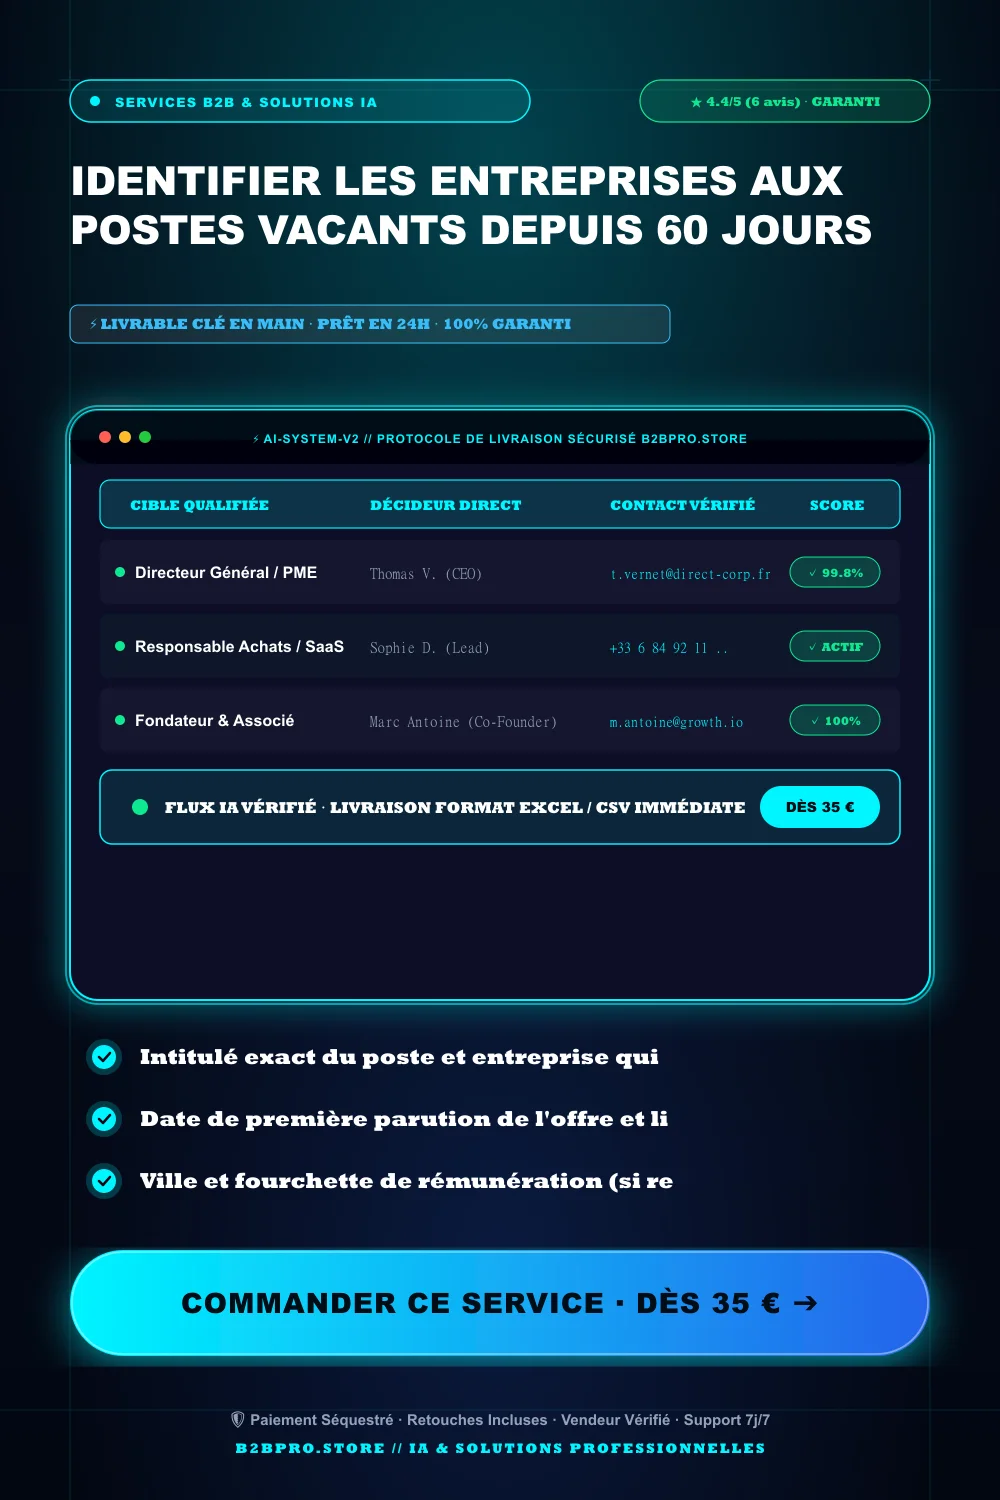 SERVICES B2B & SOLUTIONS IA
★ 4.4/5 (6 avis) · GARANTI
IDENTIFIER LES ENTREPRISES AUX
POSTES VACANTS DEPUIS 60 JOURS
⚡ LIVRABLE CLÉ EN MAIN · PRÊT EN 24H · 100% GARANTI
⚡ AI-SYSTEM-V2 // PROTOCOLE DE LIVRAISON SÉCURISÉ B2BPRO.STORE
CIBLE QUALIFIÉE DÉCIDEUR DIRECT CONTACT VÉRIFIÉ SCORE
Directeur Général / PME Thomas V. (CEO) t.vernet@direct-corp.fr ✓ 99.8%
Responsable Achats / SaaS Sophie D. (Lead) +33 6 84 92 11 .. ✓ ACTIF
Fondateur & Associé Marc Antoine (Co-Founder) m.antoine@growth.io ✓ 100%
FLUX IA VÉRIFIÉ · LIVRAISON FORMAT EXCEL / CSV IMMÉDIATE DÈS 35 €
Intitulé exact du poste et entreprise qui
Date de première parution de l'offre et li
Ville et fourchette de rémunération (si re
COMMANDER CE SERVICE · DÈS 35 € →
Paiement Séquestré · Retouches Incluses · Vendeur Vérifié · Support 7j/7
B2BPRO.STORE // IA & SOLUTIONS PROFESSIONNELLES